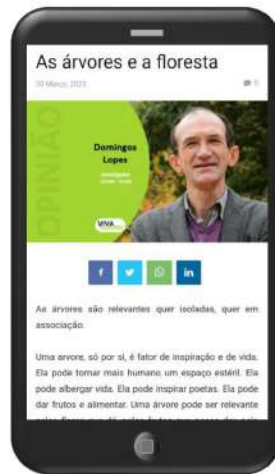 As árvores e a floresta
30 Março, 2023
0
OPINIÃO
Domingos
Lopes
VIVA
As árvores são relevantes quer isoladas, quer em
associação.
Uma arvore, só por si, é fator de inspiração e de vida.
Ela pode tornar mais humano um espaço estéril. Ela
pode albergar vida. Ela pode inspirar poetas. Ela pode
dar frutos e alimentar. Uma árvore pode ser relevante